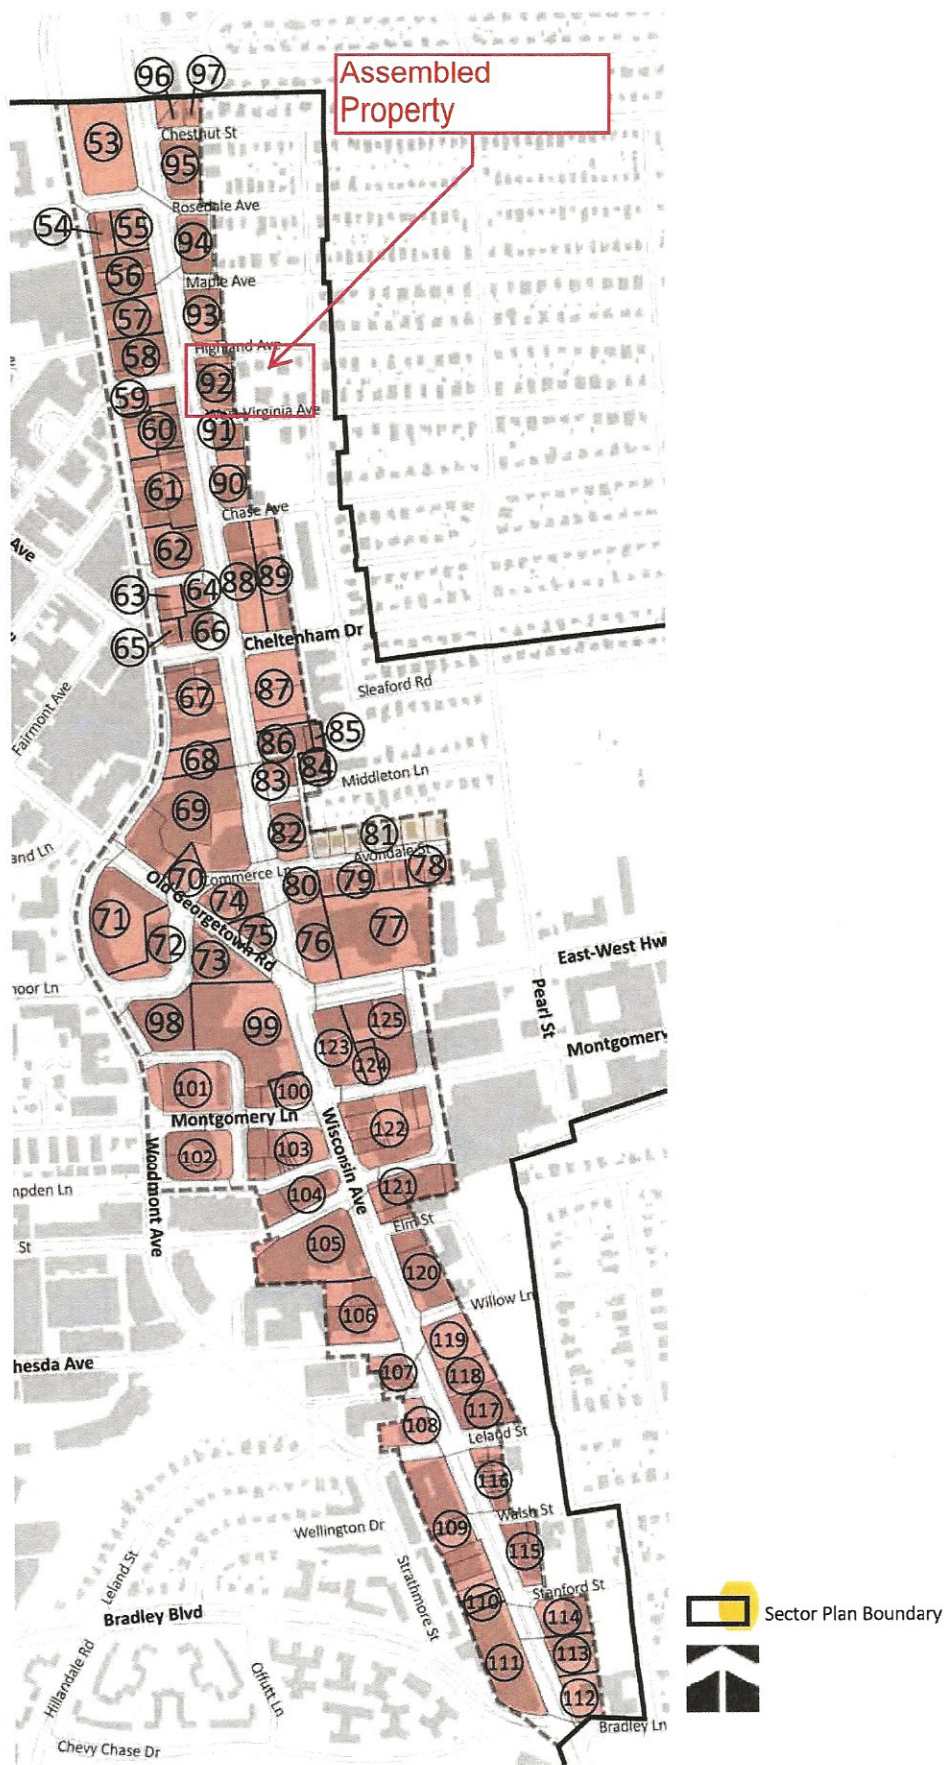 Assembled
Property
96
97
53
Chestnut St
95
Rosedale Ave
54
55
94
56
Maple Ave
57
93
Highland Ave
58
92
59
Virginia Ave
60
91
61
90
Chase Ave
Ave
62
63
64
88
89
65
66
Cheltenham Dr
67
87
Sleaford Rd
Fairmont Ave
85
86
68
84
83
Middleton Ln
69
82
81
and Ln
Avondale St
70
Commerce Ln
80
79
78
Old Georgetown Rd
74
71
75
76
77
72
73
East-West Hw
oor Ln
Pearl St
98
99
123
125
124
Montgomery
101
100
Montgomery Ln
Wisconsin Ave
122
102
103
Woodmont Ave
mpden Ln
104
121
Elm St
St
105
120
Willow Ln
106
119
hesda Ave
107
118
117
108
Leland St
116
Walsh St
Wellington Dr
109
115
Leland St
Strathmore St
Stanford St
110
114
Bradley Blvd
Sector Plan Boundary
113
111
Hillandale Rd
Offutt Ln
112
Bradley Ln
Chevy Chase Dr